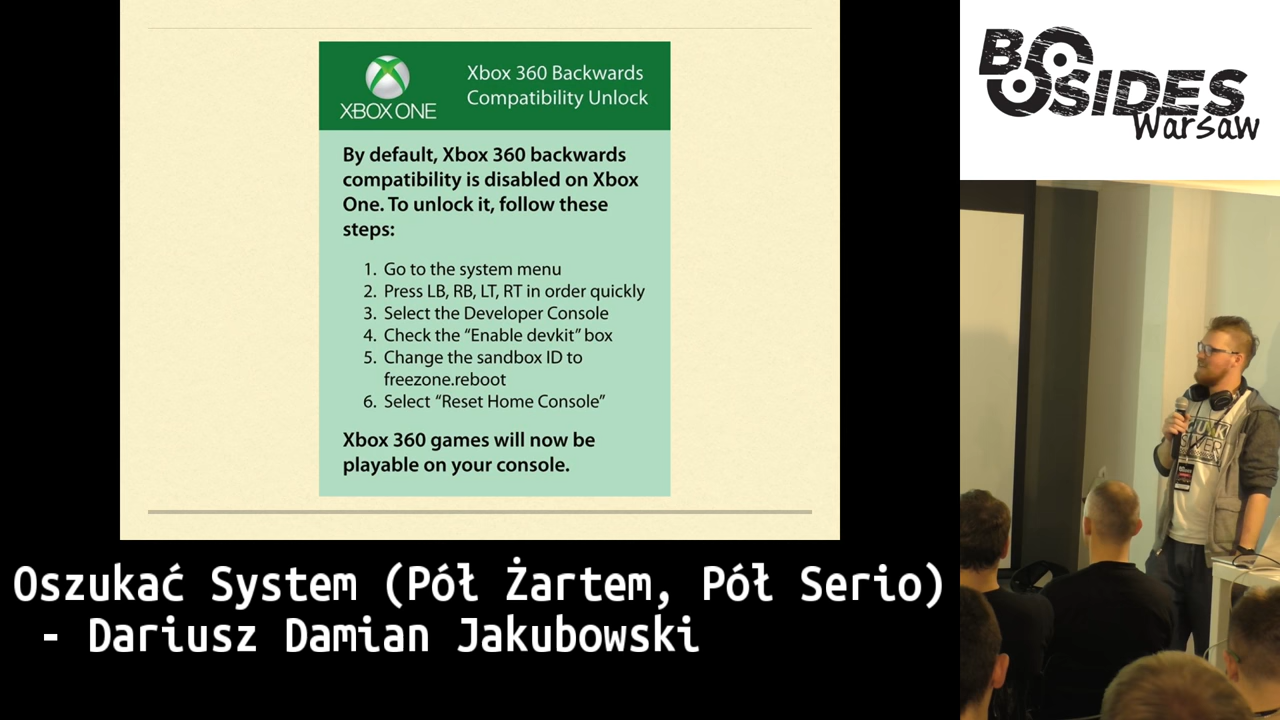 XBOX ONE
Xbox 360 Backwards
Compatibility Unlock
By default, Xbox 360 backwards
compatibility is disabled on Xbox
One. To unlock it, follow these
steps:
1. Go to the system menu
2. Press LB, RB, LT, RT in order quickly
3. Select the Developer Console
4. Check the “Enable devkit” box
5. Change the sandbox ID to
freezone.reboot
6. Select “Reset Home Console”
Xbox 360 games will now be
playable on your console.
BSIDES
Warsaw
Oszukać System (Pół Żartem, Pół Serio)
- Dariusz Damian Jakubowski